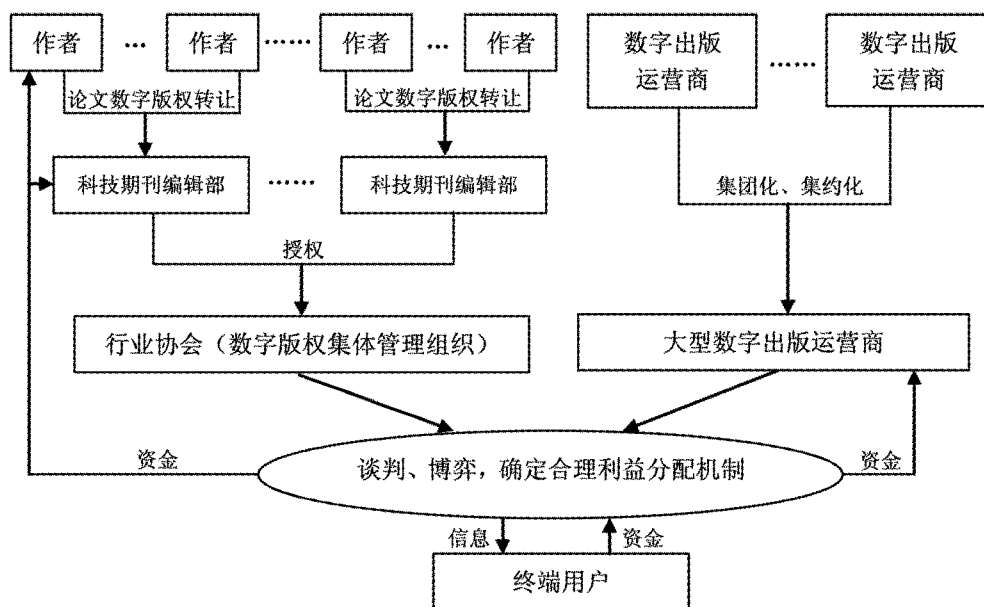 作者 … 作者 …… 作者 … 作者
数字出版
运营商
……
数字出版
运营商
论文数字版权转让
论文数字版权转让
科技期刊编辑部 …… 科技期刊编辑部
集团化、集约化
授权
行业协会（数字版权集体管理组织）
大型数字出版运营商
资金
谈判、博弈，确定合理利益分配机制
资金
信息
资金
终端用户